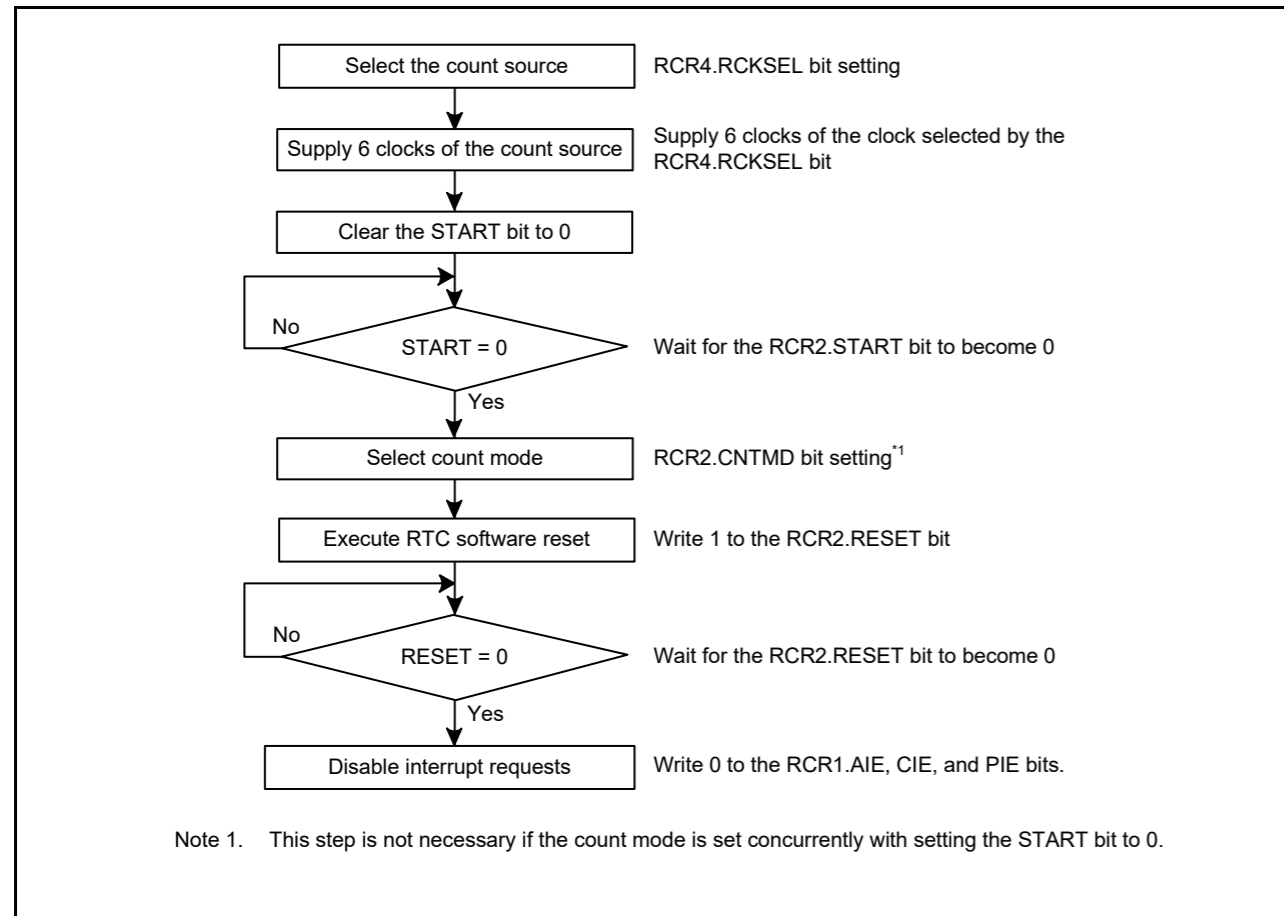 Select the count source
RCR4.RCKSEL bit setting
Supply 6 clocks of the count source
Supply 6 clocks of the clock selected by the
RCR4.RCKSEL bit
Clear the START bit to 0
No
START = 0
Wait for the RCR2.START bit to become 0
Yes
Select count mode
RCR2.CNTMD bit setting*1
Execute RTC software reset
Write 1 to the RCR2.RESET bit
No
RESET = 0
Wait for the RCR2.RESET bit to become 0
Yes
Disable interrupt requests
Write 0 to the RCR1.AIE, CIE, and PIE bits.
Note 1. This step is not necessary if the count mode is set concurrently with setting the START bit to 0.